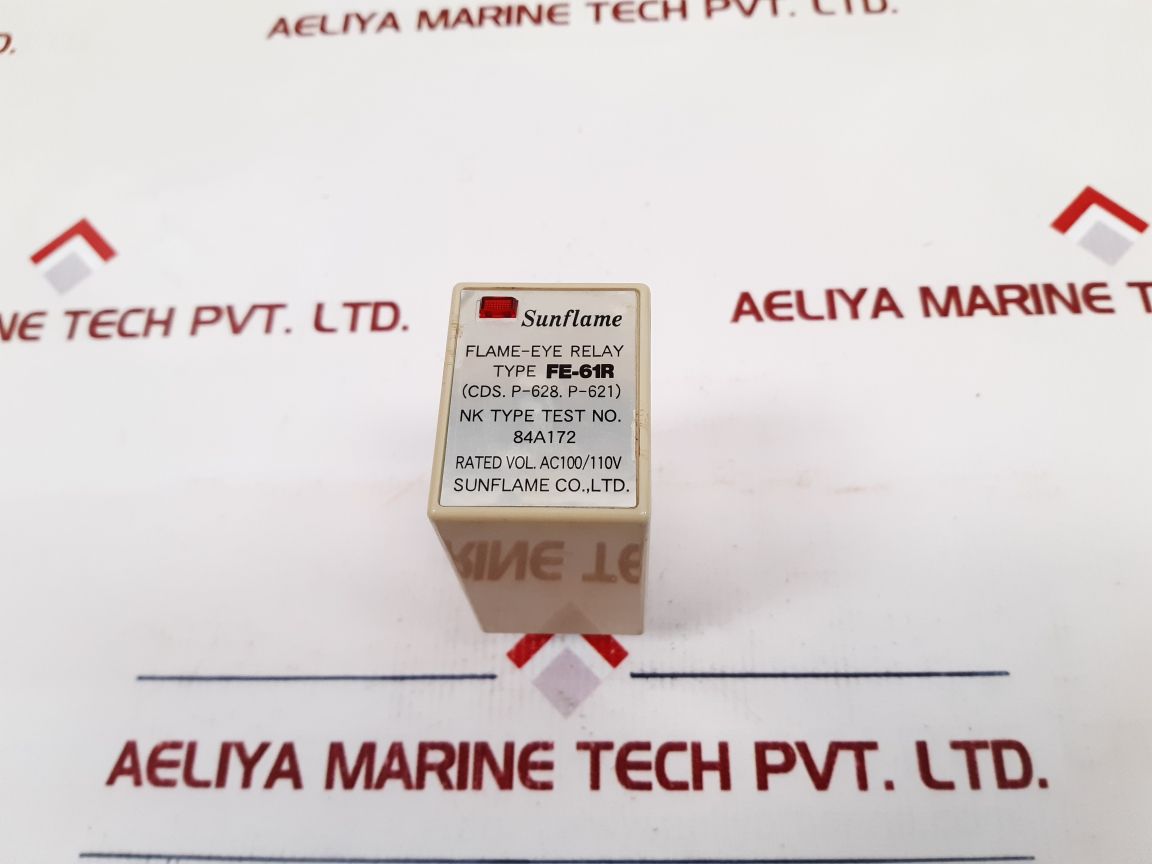 AELIYA MARINE TECH PVT. LTD.
D.
NE TECH PVT. LTD.
AELIYA MARINE T
Sunflame
FLAME-EYE RELAY
TYPE FE-61R
(CDS. P-628. P-621)
NK TYPE TEST NO.
84A172
RATED VOL. AC100/110V
SUNFLAME CO.,LTD.
RINE TE
AELIYA MARINE TECH PVT. LTD.